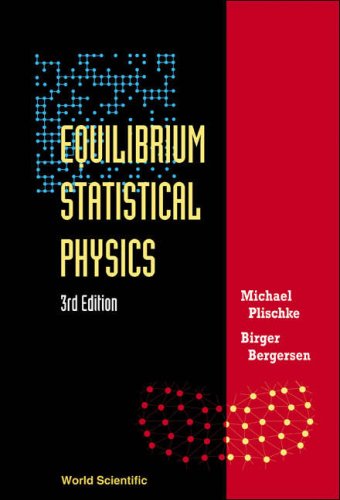 EQUILIBRIUM
STATISTICAL
PHYSICS
3rd Edition
Michael
Plischke
Birger
Bergersen
World Scientific